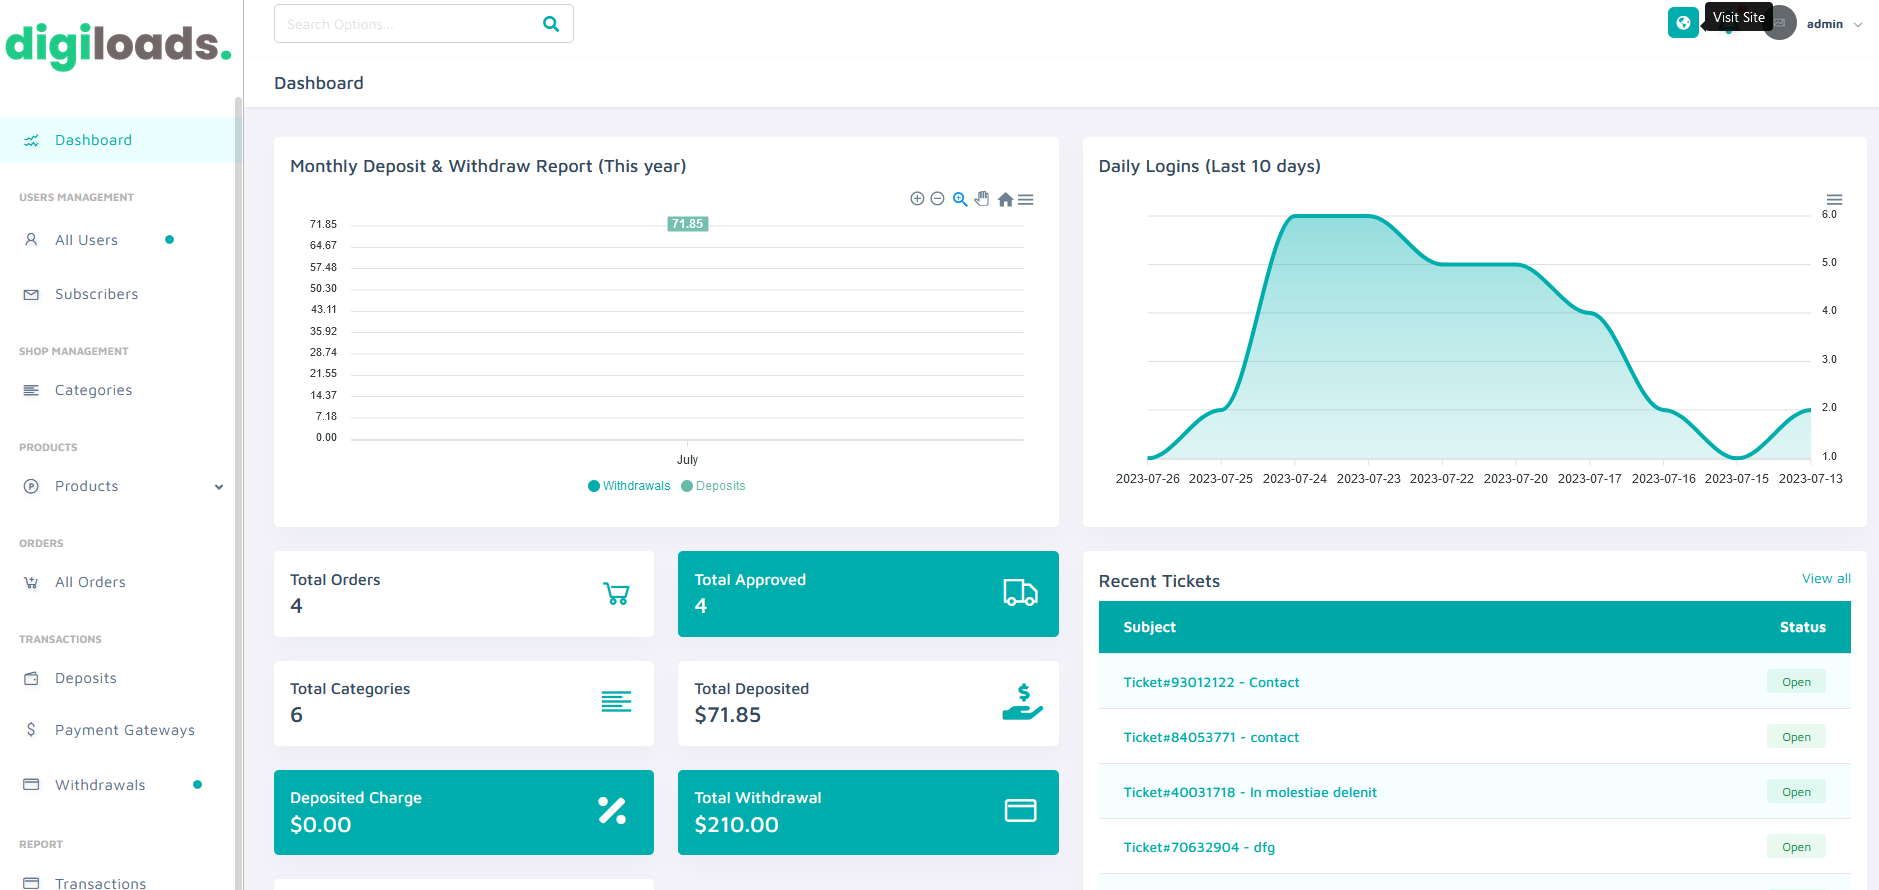 digiloads.
Search Options...
Visit Site
admin
Dashboard
Dashboard
USERS MANAGEMENT
All Users
Subscribers
SHOP MANAGEMENT
Categories
PRODUCTS
Products
ORDERS
All Orders
TRANSACTIONS
Deposits
Payment Gateways
Withdrawals
REPORT
Transactions
Monthly Deposit & Withdraw Report (This year)
71.85
71.85
64.67
57.48
50.30
43.11
35.92
28.74
21.55
14.37
7.18
0.00
July
Withdrawals Deposits
Daily Logins (Last 10 days)
6.0
5.0
4.0
3.0
2.0
1.0
2023-07-26 2023-07-25 2023-07-24 2023-07-23 2023-07-22 2023-07-20 2023-07-17 2023-07-16 2023-07-15 2023-07-13
Total Orders
4
Total Approved
4
Total Categories
6
Total Deposited
$71.85
Deposited Charge
$0.00
Total Withdrawal
$210.00
Recent Tickets View all
Subject Status
Ticket#93012122 - Contact Open
Ticket#84053771 - contact Open
Ticket#40031718 - In molestiae delenit Open
Ticket#70632904 - dfg Open